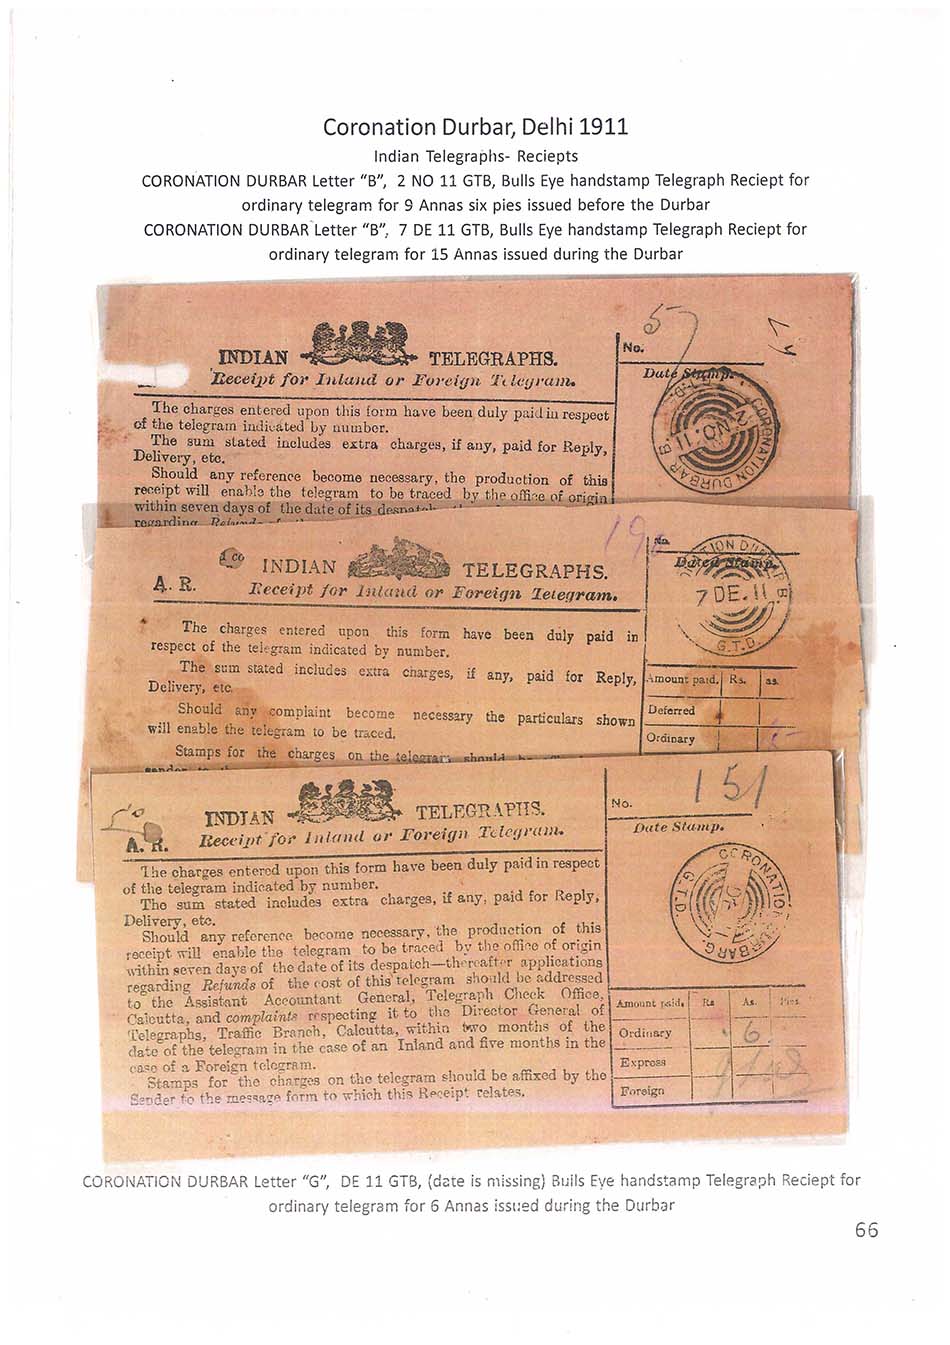 Coronation Durbar, Delhi 1911
Indian Telegraphs- Reciepts
CORONATION DURBAR Letter “B”, 2 NO 11 GTB, Bulls Eye handstamp Telegraph Reciept for
ordinary telegram for 9 Annas six pies issued before the Durbar
CORONATION DURBAR Letter “B”, 7 DE 11 GTB, Bulls Eye handstamp Telegraph Reciept for
ordinary telegram for 15 Annas issued during the Durbar
INDIAN TELEGRAPHS.
Receipt for Inland or Foreign Telegram.
The charges entered upon this form have been duly paid in respect
of the telegram indicated by number.
The sum stated includes extra charges, if any, paid for Reply,
Delivery, etc.
Should any reference become necessary, the production of this
receipt will enable the telegram to be traced by the office of origin
within seven days of the date of its despatch
regarding Refunds of
No. 57
Date Stamp.
G.T.D. CORONATION DURBAR B.
2 NO. 11
INDIAN TELEGRAPHS.
A. R.
Receipt for Inland or Foreign Telegram.
The charges entered upon this form have been duly paid in
respect of the telegram indicated by number.
The sum stated includes extra charges, if any, paid for Reply,
Delivery, etc.
Should any complaint become necessary the particulars shown
will enable the telegram to be traced.
Stamps for the charges on the telegram should be
sender to the
No.
Dated Stamp.
7 DE. 11
G.T.D.
Amount paid. Rs. as.
Deferred
Ordinary
INDIAN TELEGRAPHS.
A. R.
Receipt for Inland or Foreign Telegram.
The charges entered upon this form have been duly paid in respect
of the telegram indicated by number.
The sum stated includes extra charges, if any, paid for Reply,
Delivery, etc.
Should any reference become necessary, the production of this
receipt will enable the telegram to be traced by the office of origin
within seven days of the date of its despatch—thereafter applications
regarding Refunds of the cost of this telegram should be addressed
to the Assistant Accountant General, Telegraph Check Office,
Calcutta, and complaints respecting it to the Director General of
Telegraphs, Traffic Branch, Calcutta, within two months of the
date of the telegram in the case of an Inland and five months in the
case of a Foreign telegram.
Stamps for the charges on the telegram should be affixed by the
Sender to the message form to which this Receipt relates.
No. 151
Date Stamp.
CORONATION DURBAR G. G.T.D
Amount paid. Rs As. Pies.
Ordinary 6
Express
Foreign
CORONATION DURBAR Letter “G”, DE 11 GTB, (date is missing) Bulls Eye handstamp Telegraph Reciept for
ordinary telegram for 6 Annas issued during the Durbar
66